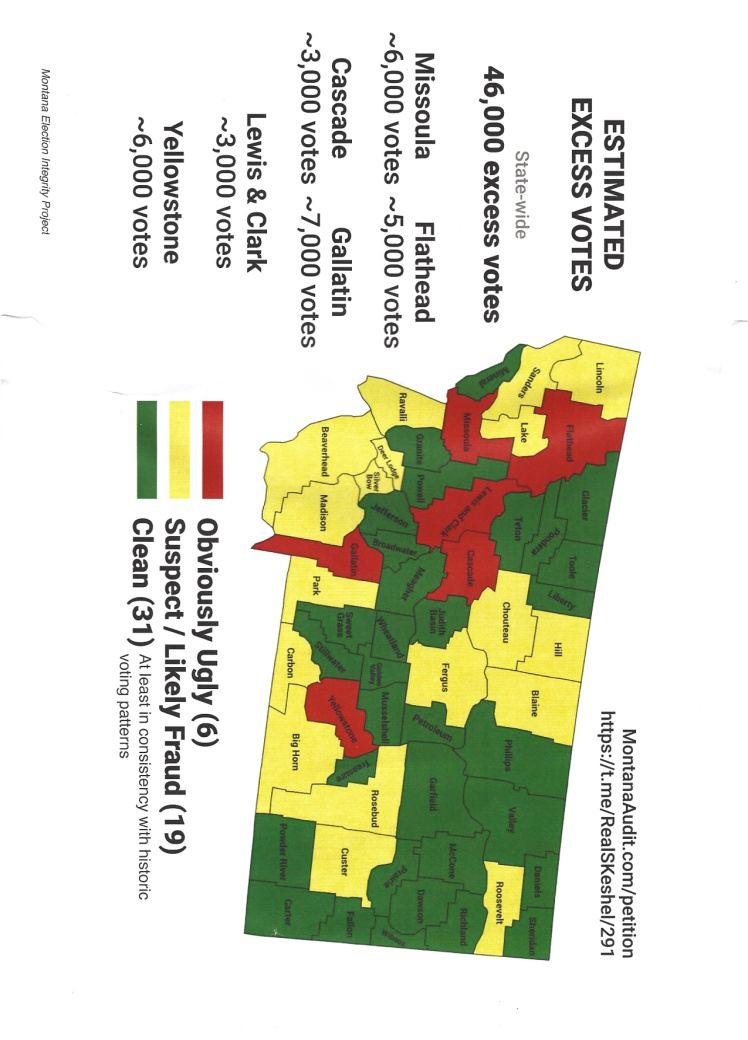 ESTIMATED
EXCESS VOTES
State-wide
46,000 excess votes
Missoula
~6,000 votes
Flathead
~5,000 votes
Cascade
~3,000 votes
Gallatin
~7,000 votes
Lewis & Clark
~3,000 votes
Yellowstone
~6,000 votes
Montana Election Integrity Project
MontanaAudit.com/petition
https://t.me/RealSKeshel/291
Lincoln
Flathead
Glacier
Toole
Liberty
Hill
Blaine
Phillips
Valley
Daniels
Sheridan
Roosevelt
Sanders
Lake
Pondera
Teton
Chouteau
Mineral
Missoula
Powell
Lewis and Clark
Cascade
Judith
Basin
Fergus
Petroleum
Garfield
McCone
Richland
Dawson
Prairie
Wibaux
Ravalli
Granite
Deer Lodge
Silver
Bow
Jefferson
Broadwater
Meagher
Wheatland
Golden
Valley
Musselshell
Rosebud
Custer
Fallon
Beaverhead
Madison
Gallatin
Park
Sweet
Grass
Stillwater
Carbon
Yellowstone
Treasure
Big Horn
Powder River
Carter
Obviously Ugly (6)
Suspect / Likely Fraud (19)
Clean (31) At least in consistency with historic
voting patterns